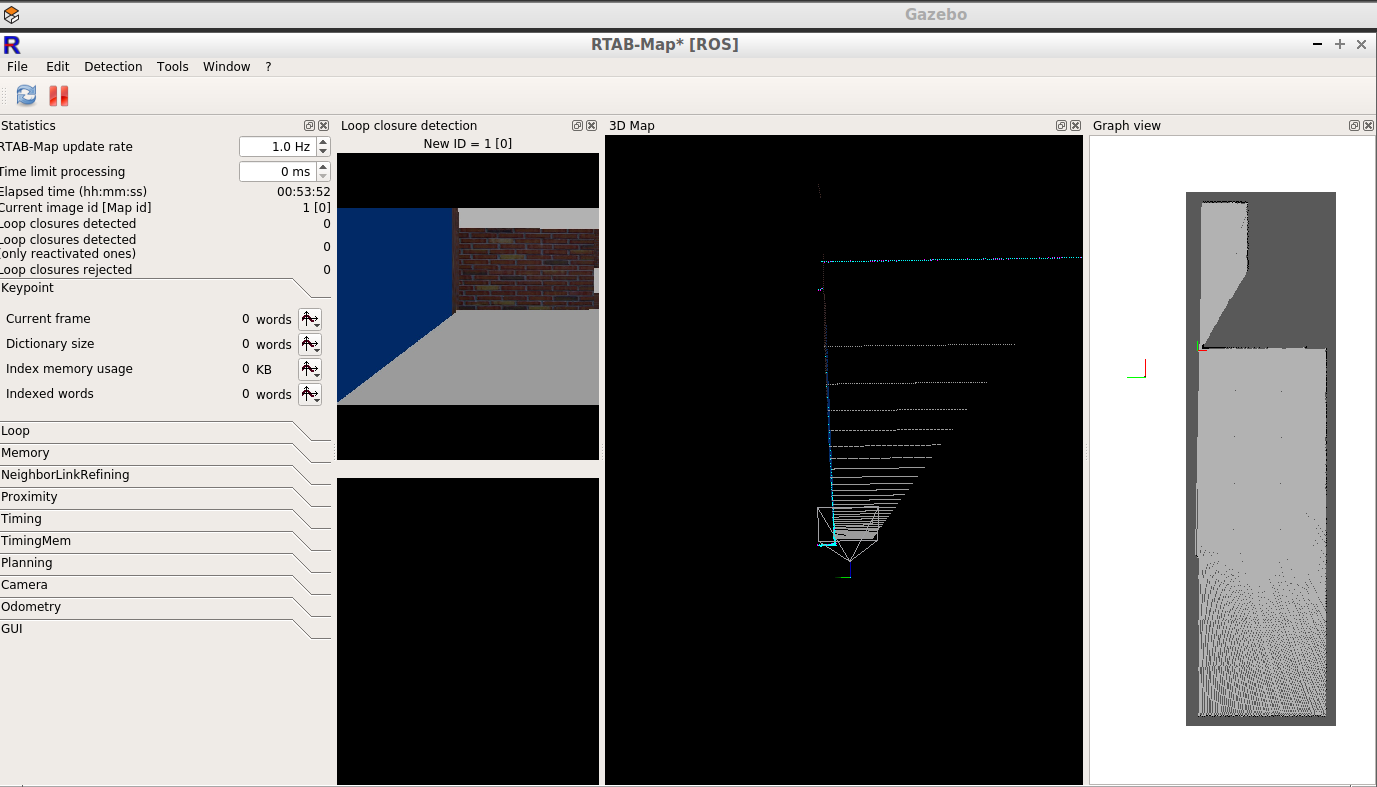 Gazebo
RTAB-Map* [ROS]
File Edit Detection Tools Window ?
Statistics
RTAB-Map update rate 1.0 Hz
Time limit processing 0 ms
Elapsed time (hh:mm:ss) 00:53:52
Current image id [Map id] 1 [0]
Loop closures detected 0
Loop closures detected
(only reactivated ones) 0
Loop closures rejected 0
Keypoint
Current frame 0 words
Dictionary size 0 words
Index memory usage 0 KB
Indexed words 0 words
Loop
Memory
NeighborLinkRefining
Proximity
Timing
TimingMem
Planning
Camera
Odometry
GUI
Loop closure detection
New ID = 1 [0]
3D Map
Graph view